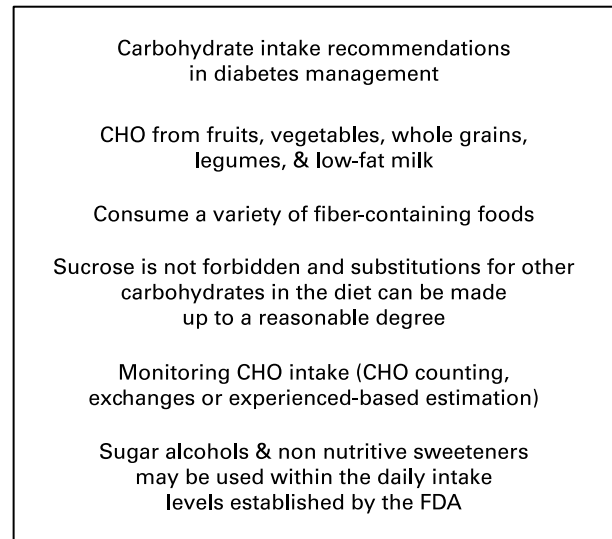 Carbohydrate intake recommendations
in diabetes management
CHO from fruits, vegetables, whole grains,
legumes, & low-fat milk
Consume a variety of fiber-containing foods
Sucrose is not forbidden and substitutions for other
carbohydrates in the diet can be made
up to a reasonable degree
Monitoring CHO intake (CHO counting,
exchanges or experienced-based estimation)
Sugar alcohols & non nutritive sweeteners
may be used within the daily intake
levels established by the FDA